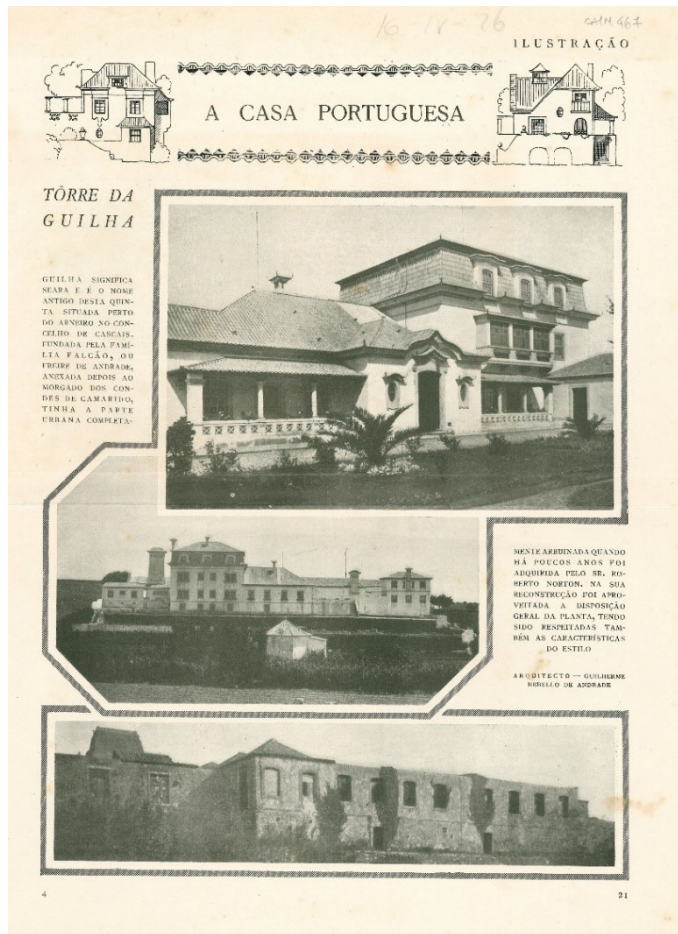 16-IV-26
CAIM 467
ILUSTRAÇÃO
A CASA PORTUGUESA
TÔRRE DA
GUILHA
GUILHA SIGNIFICA
SEARA E É O NOME
ANTIGO DESTA QUIN-
TA SITUADA PERTO
DO ARNEIRO NO CON-
CELHO DE CASCAIS.
FUNDADA PELA FAMÍ-
LIA FALCÃO, OU
FREIRE DE ANDRADE,
ANEXADA DEPOIS AO
MORGADO DOS CON-
DES DE CAMARIDO,
TINHA A PARTE
URBANA COMPLETA-
MENTE ARRUINADA QUANDO
HÁ POUCOS ANOS FOI
ADQUIRIDA PELO SR. RO-
BERTO NORTON. NA SUA
RECONSTRUÇÃO FOI APRO-
VEITADA A DISPOSIÇÃO
GERAL DA PLANTA, TENDO
SIDO RESPEITADAS TAM-
BÉM AS CARACTERÍSTICAS
DO ESTILO
ARQUITECTO — GUILHERME
REBELLO DE ANDRADE
4
21